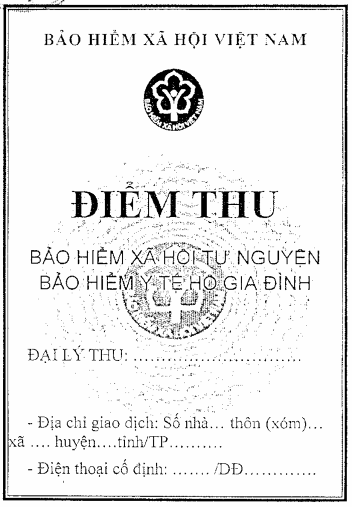 BẢO HIỂM XÃ HỘI VIỆT NAM
BẢO HIỂM XÃ HỘI VIỆT NAM
ĐIỂM THU
BẢO HIỂM XÃ HỘI TỰ NGUYỆN
BẢO HIỂM Y TẾ HỘ GIA ĐÌNH
ĐẠI LÝ THU: ..............................
- Địa chỉ giao dịch: Số nhà... thôn (xóm)...
xã .... huyện....tỉnh/TP..........
- Điện thoại cố định: ....... /DĐ.............